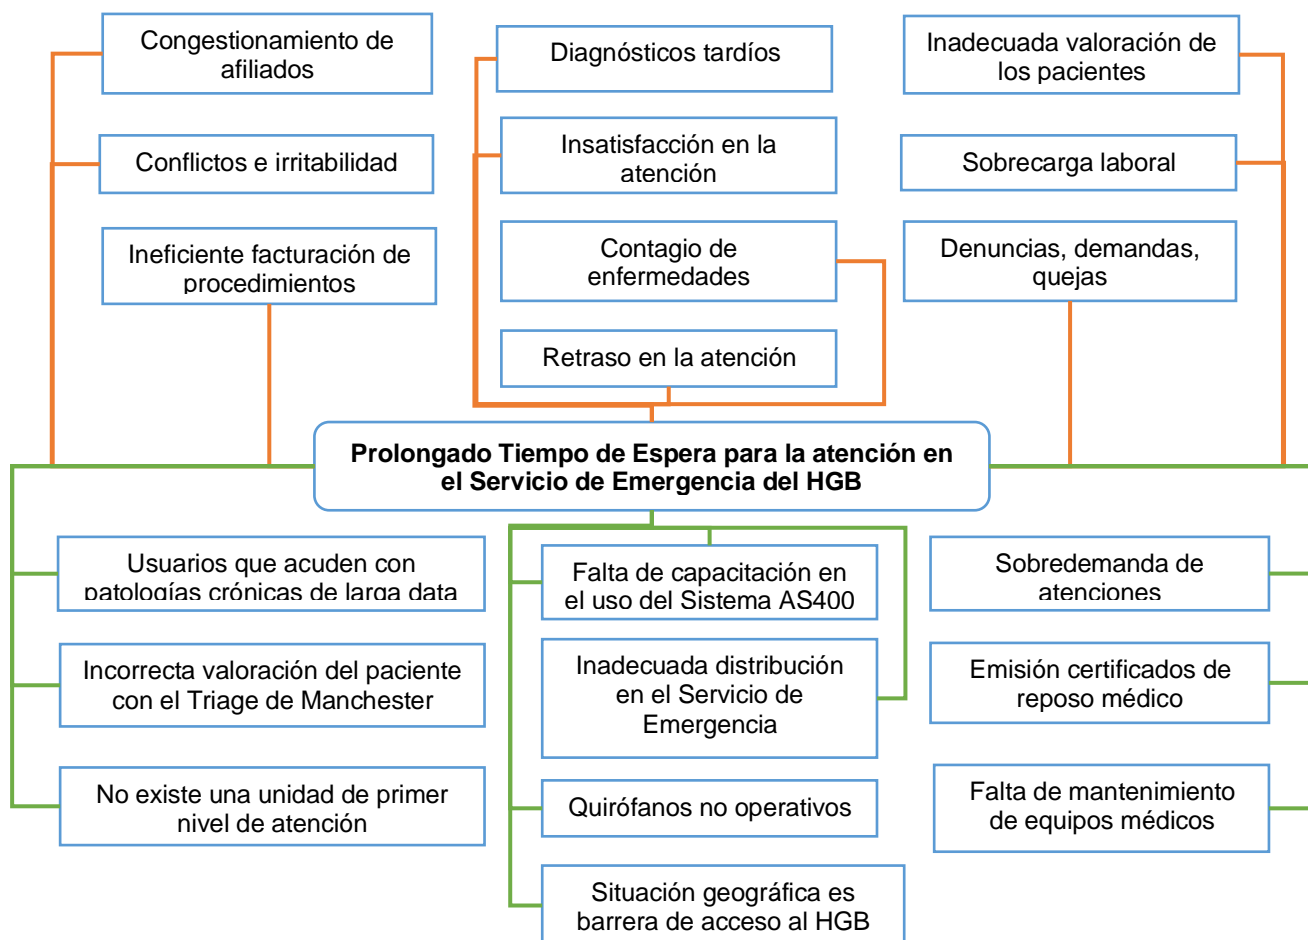 Congestionamiento de
afiliados
Diagnósticos tardíos
Inadecuada valoración de
los pacientes
Conflictos e irritabilidad
Insatisfacción en la
atención
Sobrecarga laboral
Ineficiente facturación de
procedimientos
Contagio de
enfermedades
Denuncias, demandas,
quejas
Retraso en la atención
Prolongado Tiempo de Espera para la atención en
el Servicio de Emergencia del HGB
Usuarios que acuden con
patologías crónicas de larga data
Falta de capacitación en
el uso del Sistema AS400
Sobredemanda de
atenciones
Incorrecta valoración del paciente
con el Triage de Manchester
Inadecuada distribución
en el Servicio de
Emergencia
Emisión certificados de
reposo médico
No existe una unidad de primer
nivel de atención
Quirófanos no operativos
Falta de mantenimiento
de equipos médicos
Situación geográfica es
barrera de acceso al HGB